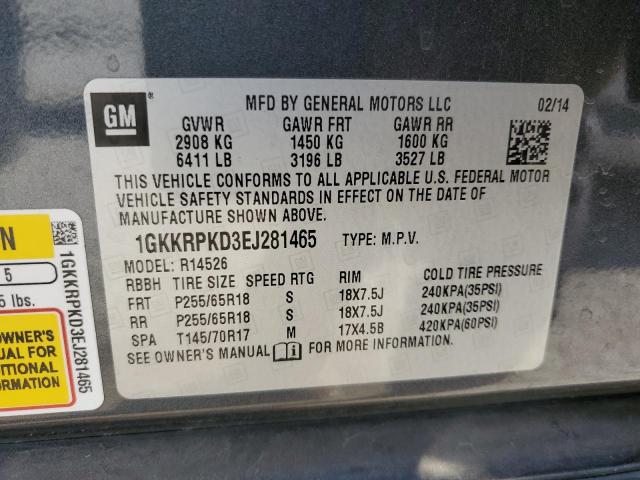 GM ®
MFD BY GENERAL MOTORS LLC 02/14
GVWR GAWR FRT GAWR RR
2908 KG 1450 KG 1600 KG
6411 LB 3196 LB 3527 LB
THIS VEHICLE CONFORMS TO ALL APPLICABLE U.S. FEDERAL MOTOR
VEHICLE SAFETY STANDARDS IN EFFECT ON THE DATE OF
MANUFACTURE SHOWN ABOVE.
1GKKRPKD3EJ281465 TYPE: M.P.V.
MODEL: R14526
RBBH TIRE SIZE SPEED RTG RIM COLD TIRE PRESSURE
FRT P255/65R18 S 18X7.5J 240KPA(35PSI)
RR P255/65R18 S 18X7.5J 240KPA(35PSI)
SPA T145/70R17 M 17X4.5B 420KPA(60PSI)
SEE OWNER'S MANUAL FOR MORE INFORMATION.
N
5
lbs.
OWNER'S
UAL FOR
DITIONAL
ORMATION
1GKKRPKD3EJ281465